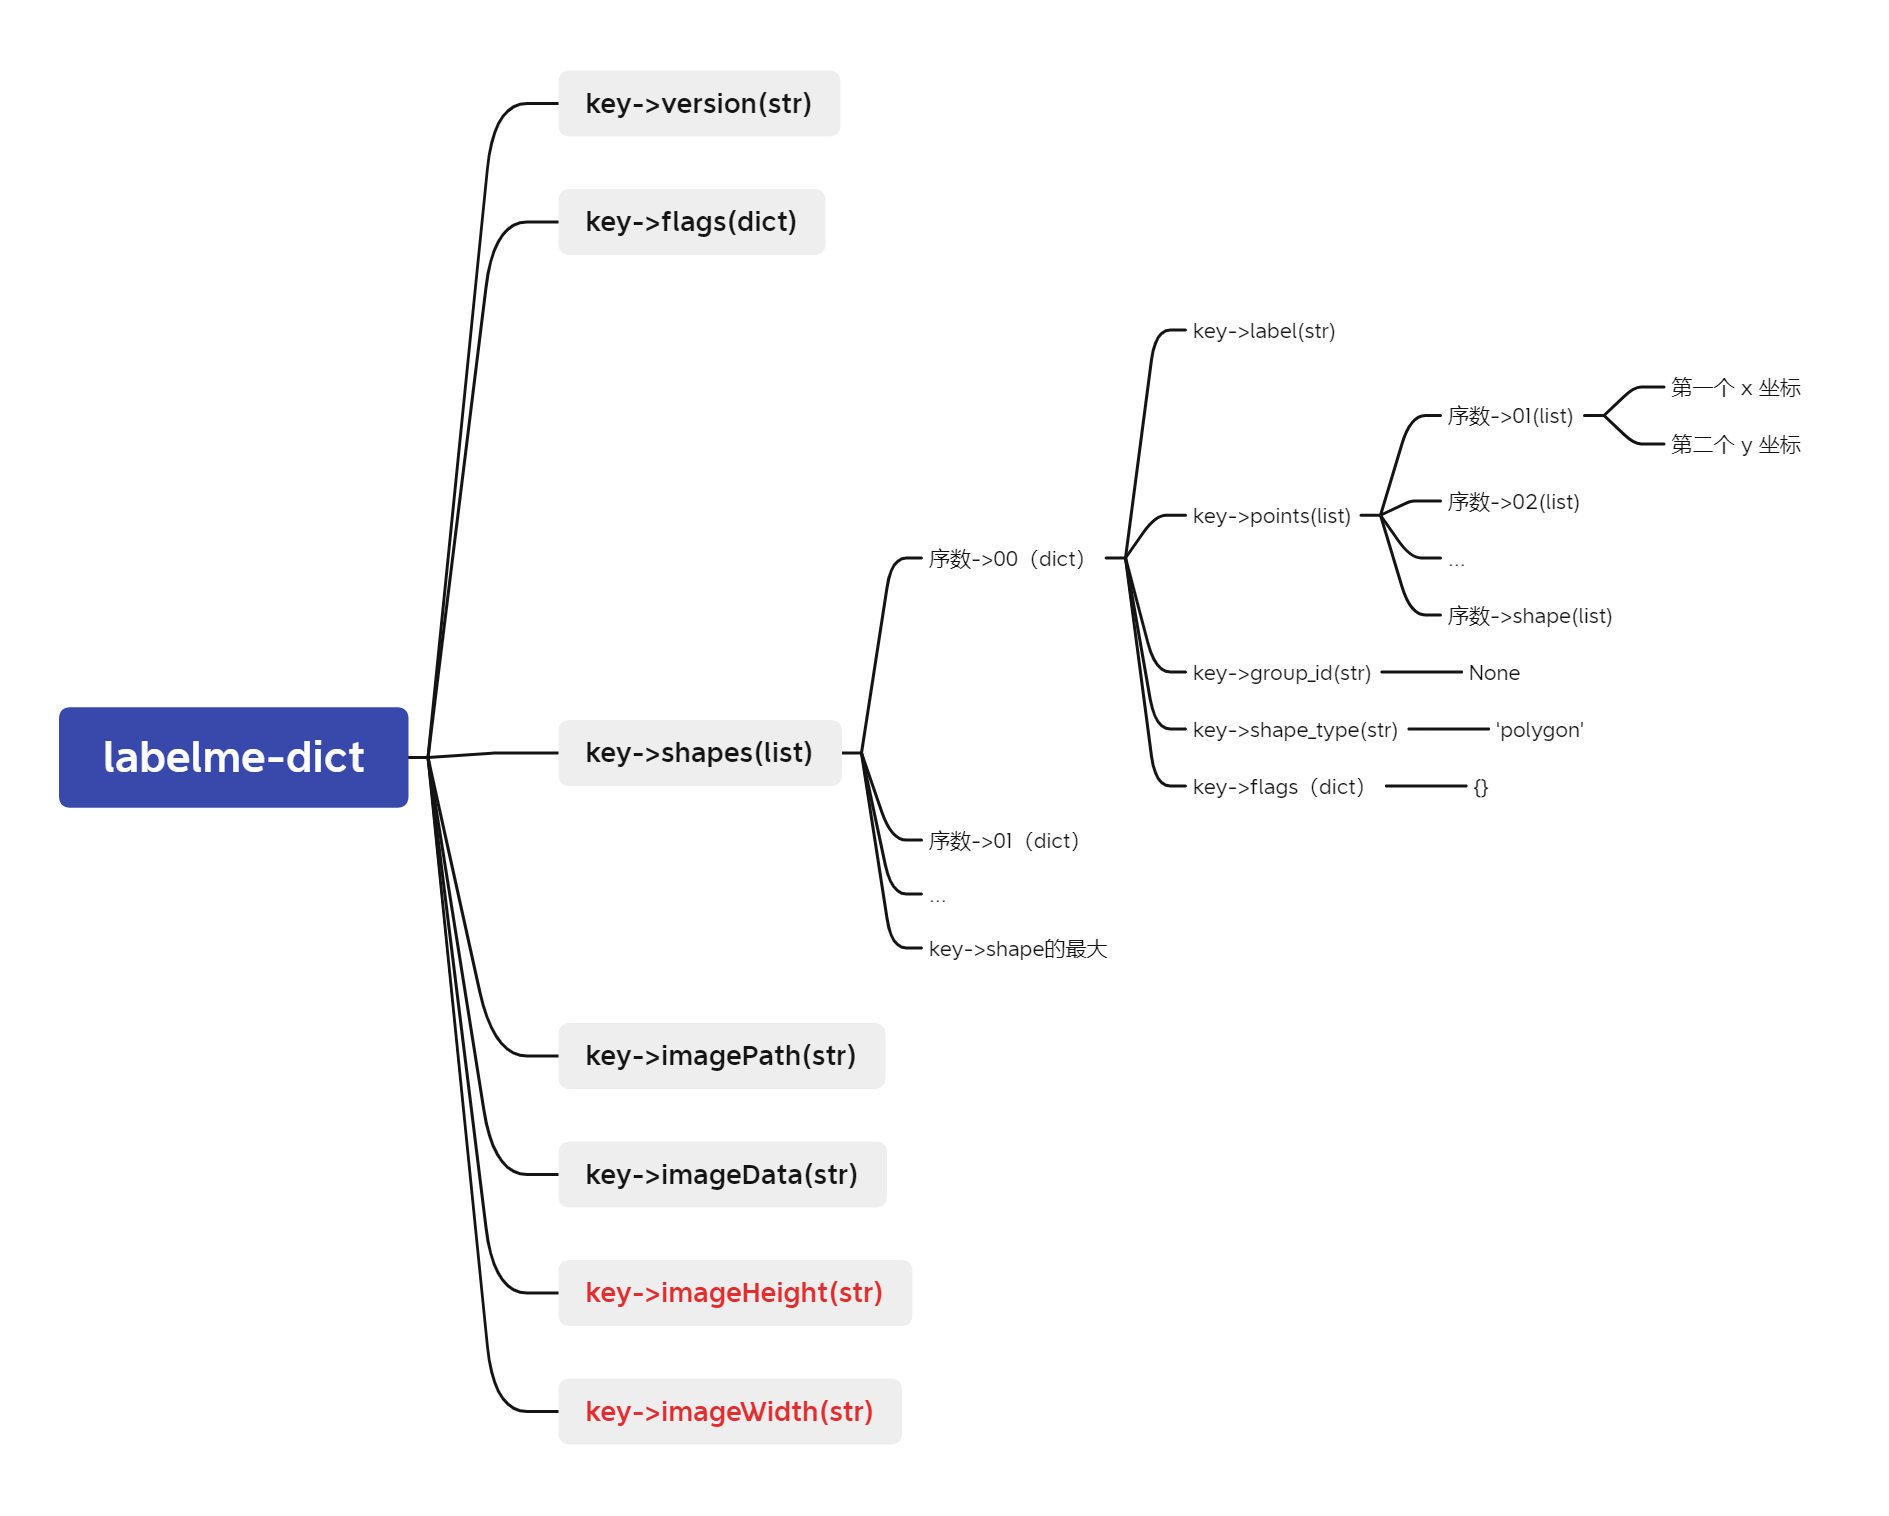 labelme-dict
key->version(str)
key->flags(dict)
key->shapes(list)
序数->00（dict）
key->label(str)
key->points(list)
序数->01(list)
第一个 x 坐标
第二个 y 坐标
序数->02(list)
...
序数->shape(list)
key->group_id(str)
None
key->shape_type(str)
'polygon'
key->flags（dict）
{}
序数->01（dict）
...
key->shape的最大
key->imagePath(str)
key->imageData(str)
key->imageHeight(str)
key->imageWidth(str)